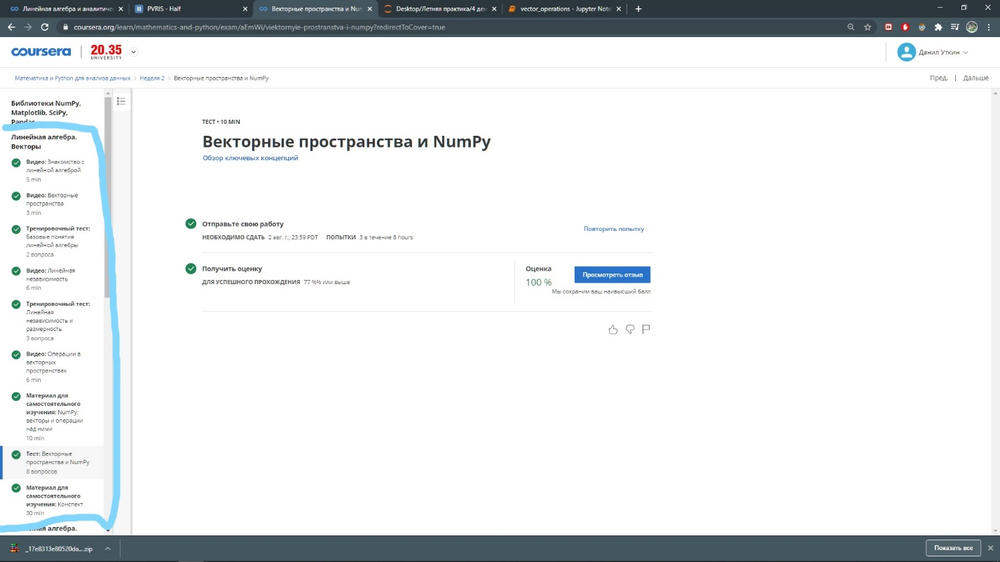 Линейная алгебра и аналитиче
PVRIS - Half
Векторные пространства и Num
Desktop/Летняя практика/4 ден
vector_operations - Jupyter Note
coursera.org/learn/mathematics-and-python/exam/aEmWi/viektornyie-prostranstva-i-numpy?redirectToCover=true
coursera
20.35
UNIVERSITY
Данил Уткин
Математика и Python для анализа данных
Неделя 2
Векторные пространства и NumPy
Пред. | Дальше
Библиотеки NumPy,
Matplotlib, SciPy,
Pandas
Линейная алгебра.
Векторы
Видео: Знакомство с
линейной алгеброй
5 min
Видео: Векторные
пространства
3 min
Тренировочный тест:
Базовые понятия
линейной алгебры
2 вопроса
Видео: Линейная
независимость
6 min
Тренировочный тест:
Линейная
независимость и
размерность
3 вопроса
Видео: Операции в
векторных
пространствах
6 min
Материал для
самостоятельного
изучения: NumPy:
векторы и операции
над ними
10 min
Тест: Векторные
пространства и NumPy
8 вопросов
Материал для
самостоятельного
изучения: Конспект
30 min
алгебра.
ТЕСТ • 10 MIN
Векторные пространства и NumPy
Обзор ключевых концепций
Отправьте свою работу
НЕОБХОДИМО СДАТЬ 2 авг. г., 23:59 PDT ПОПЫТКИ 3 в течение 8 hours
Повторить попытку
Получить оценку
ДЛЯ УСПЕШНОГО ПРОХОЖДЕНИЯ 77 %% или выше
Оценка
100 %
Просмотреть отзыв
Мы сохраним ваш наивысший балл
_17e8313e80520da....zip
Показать все